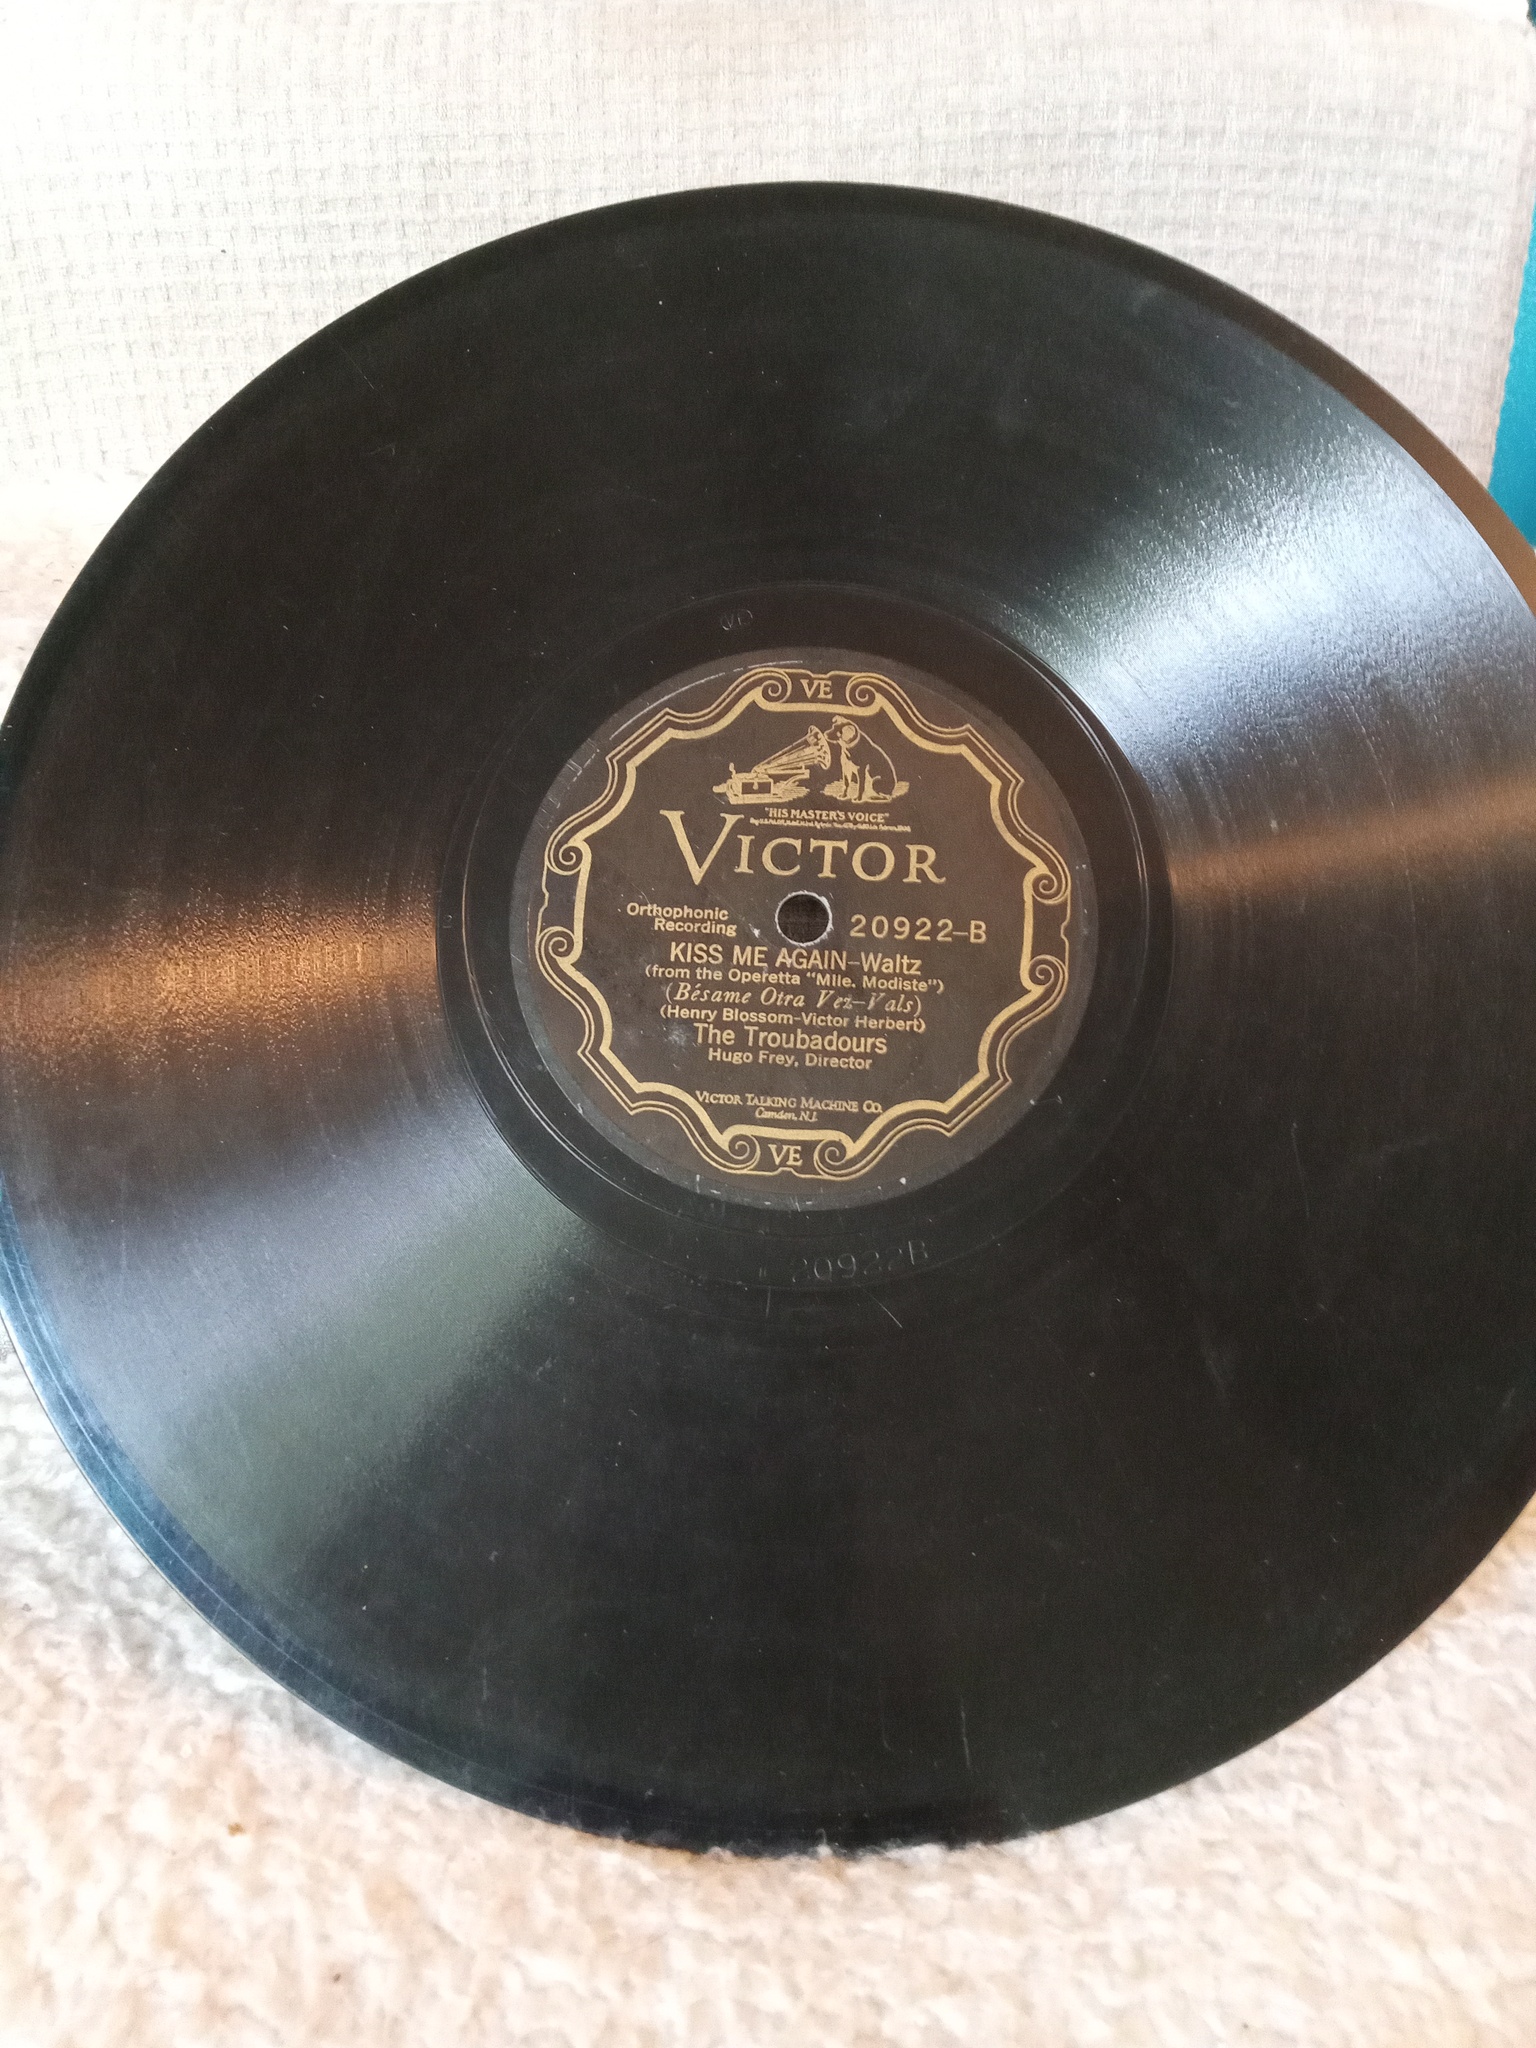 VE
"HIS MASTER'S VOICE"
VICTOR
Orthophonic
Recording
20922-B
KISS ME AGAIN-Waltz
(from the Operetta "Mlle. Modiste")
(Bésame Otra Vez-Vals)
(Henry Blossom-Victor Herbert)
The Troubadours
Hugo Frey, Director
VICTOR TALKING MACHINE CO.
Camden, N.J.
VE
20922B